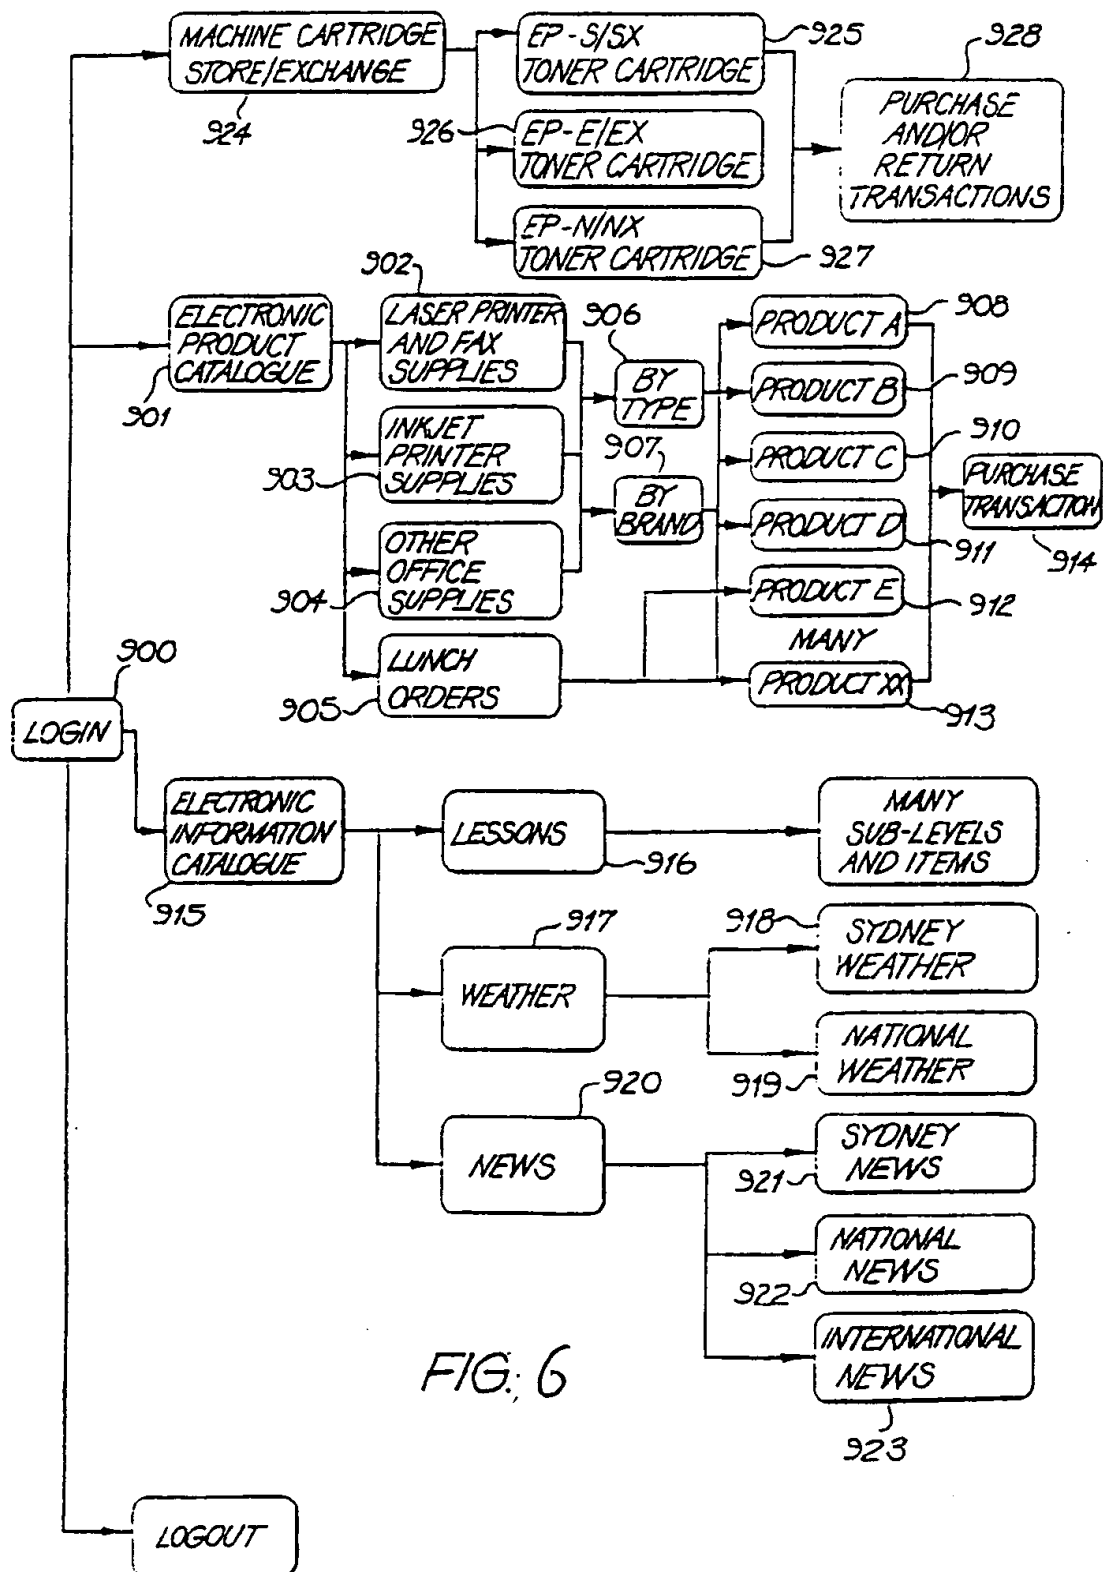 MACHINE CARTRIDGE
STORE/EXCHANGE
924
EP-S/SX
TONER CARTRIDGE
925
926
EP-E/EX
TONER CARTRIDGE
EP-N/NX
TONER CARTRIDGE
927
928
PURCHASE
AND/OR
RETURN
TRANSACTIONS
ELECTRONIC
PRODUCT
CATALOGUE
901
902
LASER PRINTER
AND FAX
SUPPLIES
INKJET
PRINTER
SUPPLIES
903
OTHER
OFFICE
SUPPLIES
904
LUNCH
ORDERS
905
906
BY
TYPE
907
BY
BRAND
PRODUCT A
908
PRODUCT B
909
PRODUCT C
910
PRODUCT D
911
PRODUCT E
912
MANY
PRODUCT XX
913
PURCHASE
TRANSACTION
914
900
LOGIN
ELECTRONIC
INFORMATION
CATALOGUE
915
LESSONS
916
MANY
SUB-LEVELS
AND ITEMS
917
WEATHER
918
SYDNEY
WEATHER
NATIONAL
WEATHER
919
920
NEWS
SYDNEY
NEWS
921
NATIONAL
NEWS
922
INTERNATIONAL
NEWS
923
FIG; 6
LOGOUT